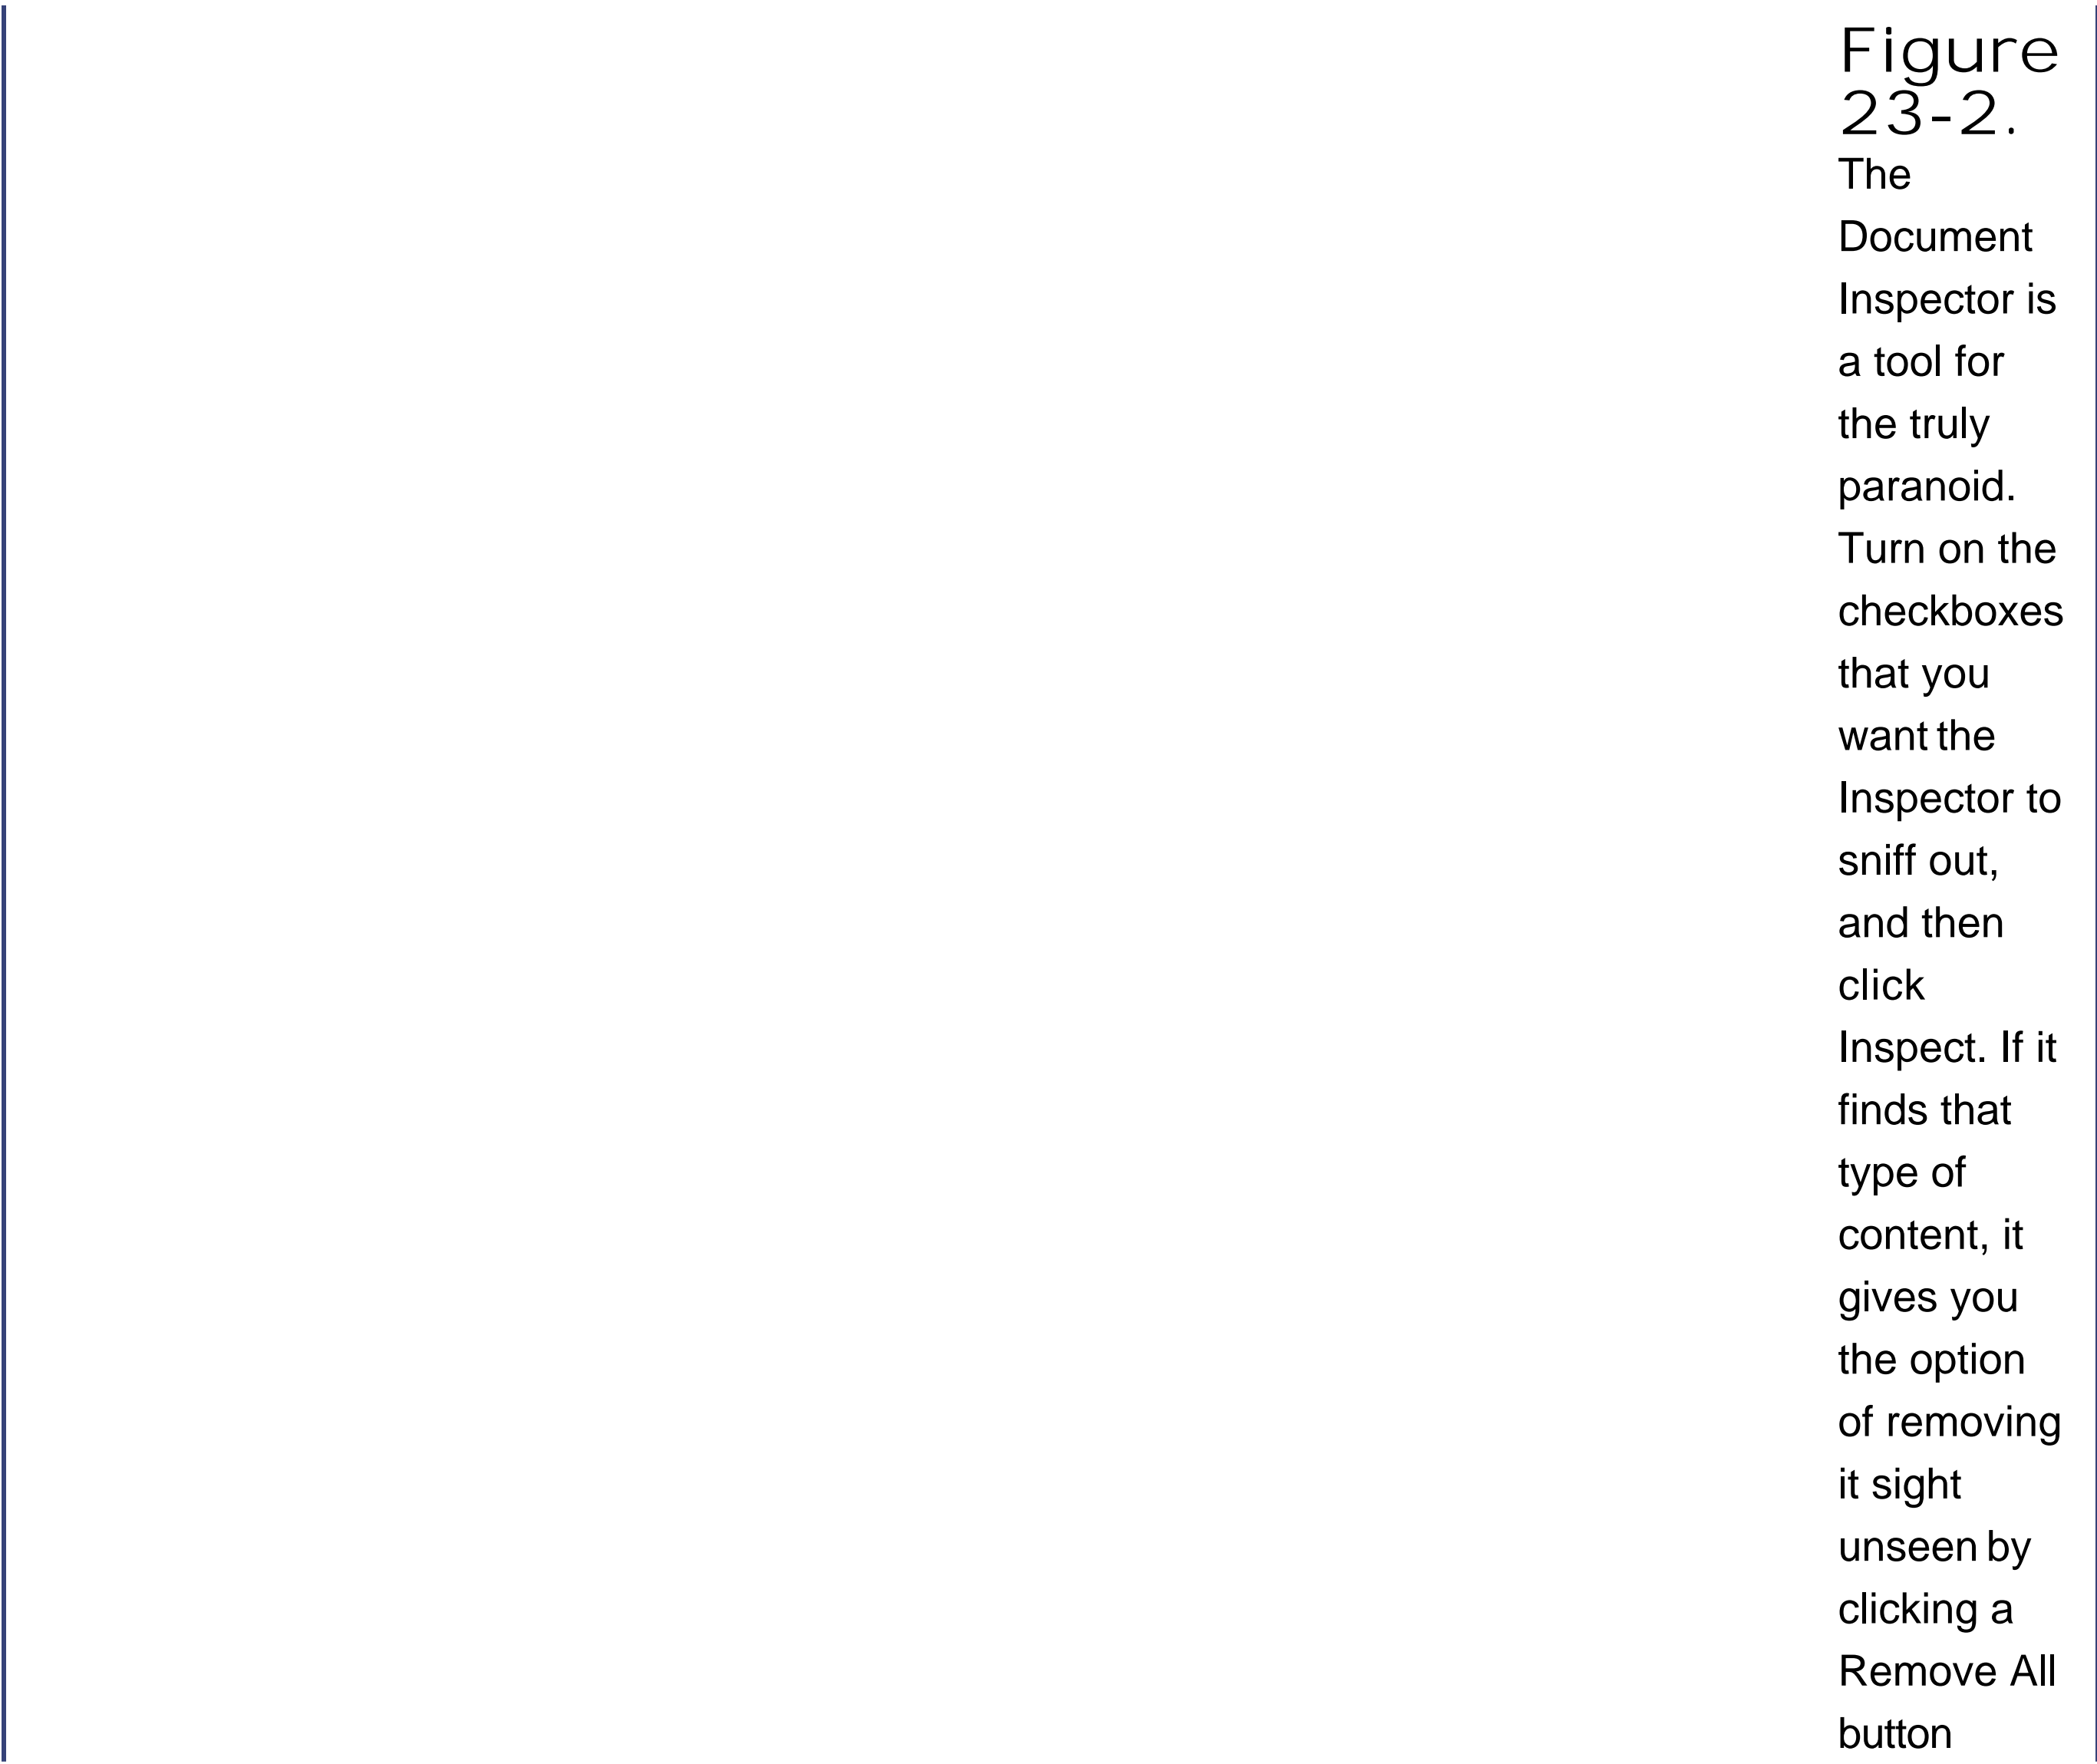 Figure
23-2.
The
Document
Inspector is
a tool for
the truly
paranoid.
Turn on the
checkboxes
that you
want the
Inspector to
sniff out,
and then
click
Inspect. If it
finds that
type of
content, it
gives you
the option
of removing
it sight
unseen by
clicking a
Remove All
button